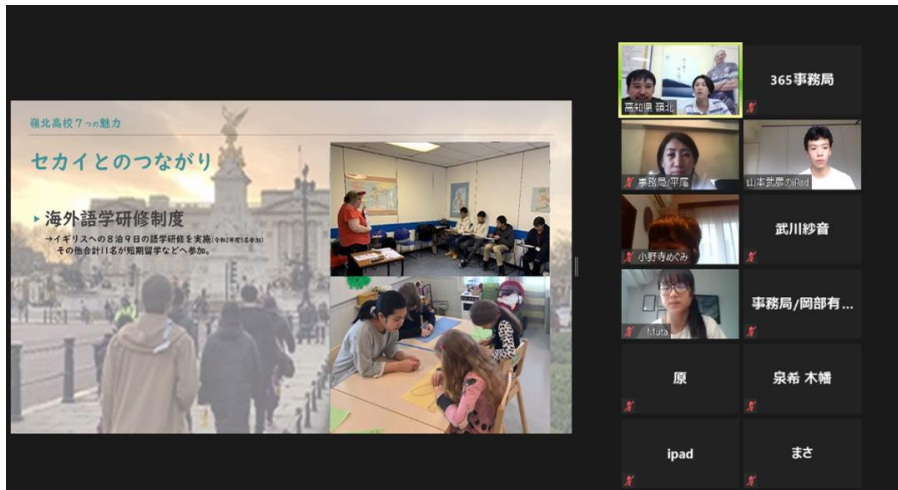 嶺北高校7つの魅力
セカイとのつながり
海外語学研修制度
→イギリスへの8泊9日の語学研修を実施(令和2年度5名参加)
その他合計11名が短期留学などへ参加。
高知県 嶺北
365事務局
事務局/平尾
山本武彦のiPad
小野寺めぐみ
武川紗音
Muta
事務局/岡部有...
原
泉希 木幡
ipad
まさ